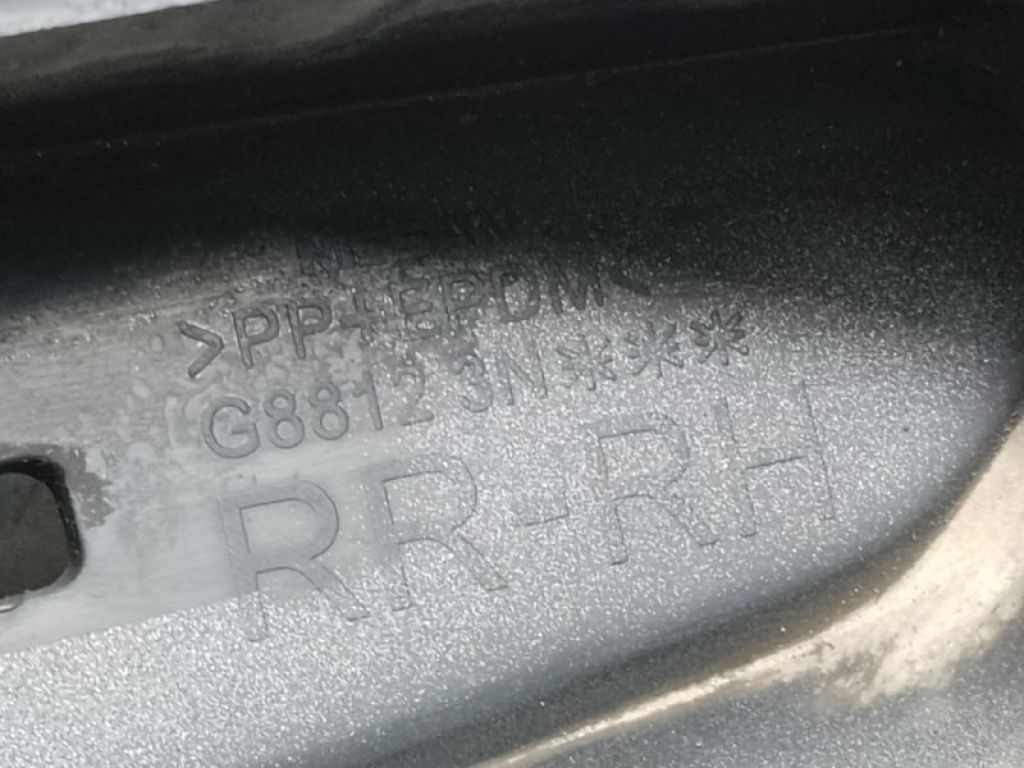 >PP+EPDM<
G8812 3N***
RR-RH